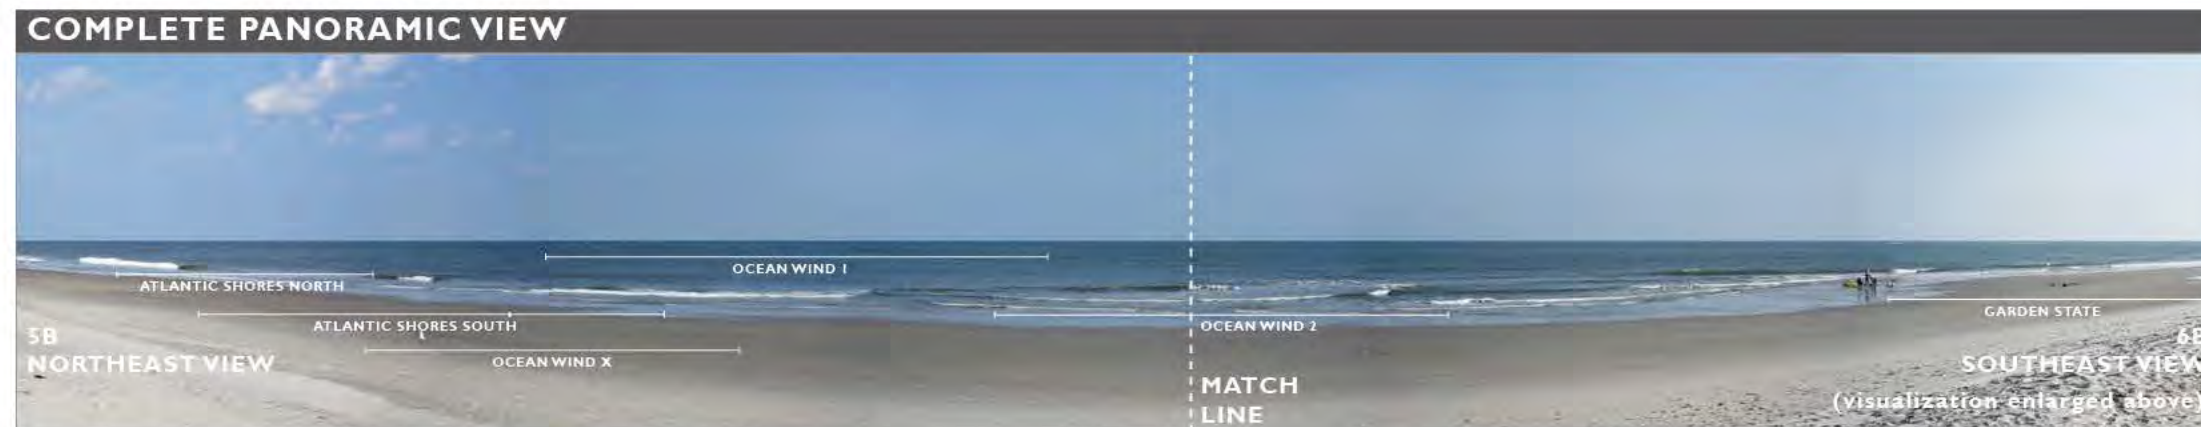 COMPLETE PANORAMIC VIEW
OCEAN WIND 1
ATLANTIC SHORES NORTH
GARDEN STATE
ATLANTIC SHORES SOUTH
OCEAN WIND 2
5B
NORTHEAST VIEW
OCEAN WIND X
6B
SOUTHEAST VIEW
(visualization enlarged above)
MATCH
LINE